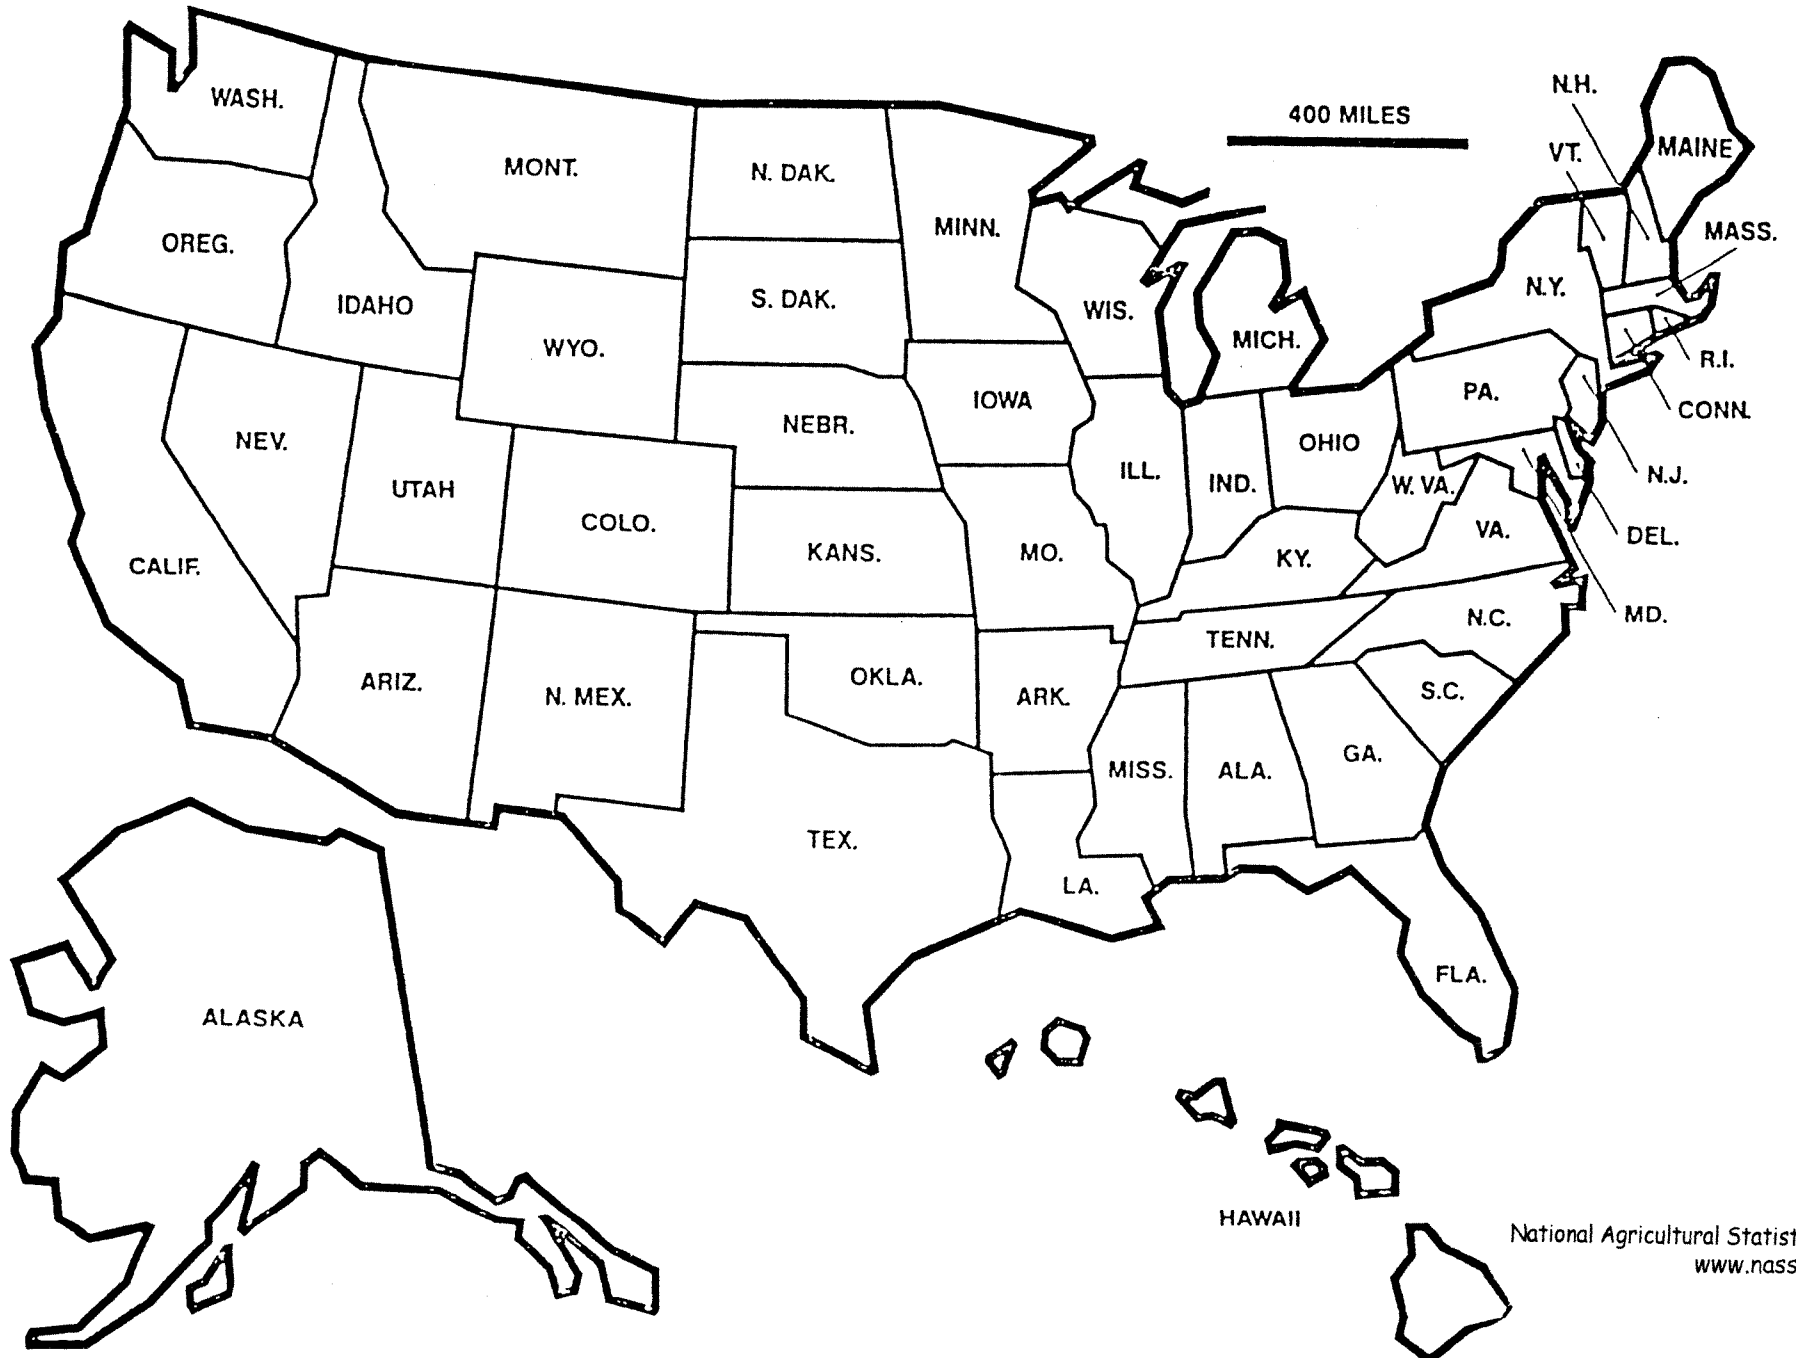 N.H.
WASH.
400 MILES
MAINE
VT.
MONT.
N. DAK.
MINN.
MASS.
OREG.
N.Y.
IDAHO
S. DAK.
WIS.
MICH.
WYO.
R.I.
PA.
IOWA
CONN.
NEBR.
NEV.
OHIO
ILL.
IND.
W. VA.
N.J.
UTAH
COLO.
VA.
DEL.
KANS.
MO.
KY.
CALIF.
MD.
N.C.
TENN.
OKLA.
ARIZ.
N. MEX.
ARK.
S.C.
GA.
MISS.
ALA.
TEX.
LA.
FLA.
ALASKA
HAWAII
National Agricultural Statist
www.nass